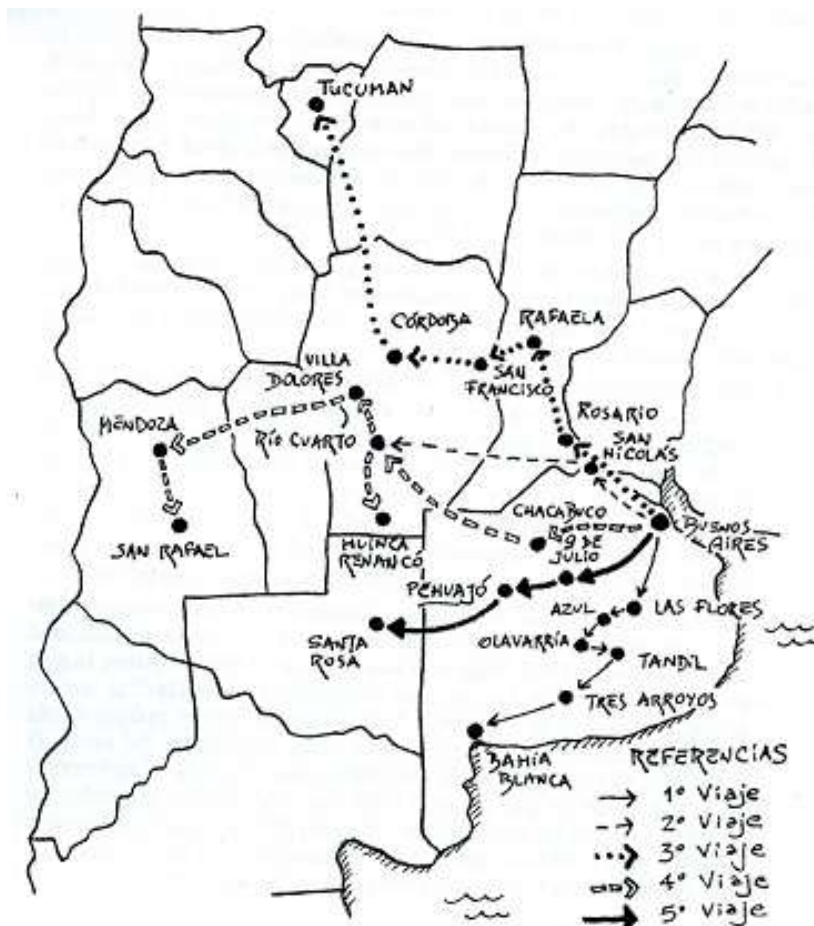 TUCUMAN
CÓRDOBA
RAFAELA
VILLA
DOLORES
SAN
FRANCISCO
MENDOZA
RÍO CUARTO
ROSARIO
SAN
NICOLÁS
CHACABUCO
BUENOS
AIRES
SAN RAFAEL
HUINCA
RENANCÓ
9 DE
JULIO
PEHUAJÓ
AZUL
LAS FLORES
SANTA
ROSA
OLAVARRÍA
TANDIL
TRES ARROYOS
BAHÍA
BLANCA
REFERENCIAS
1º Viaje
2º Viaje
3º Viaje
4º Viaje
5º Viaje